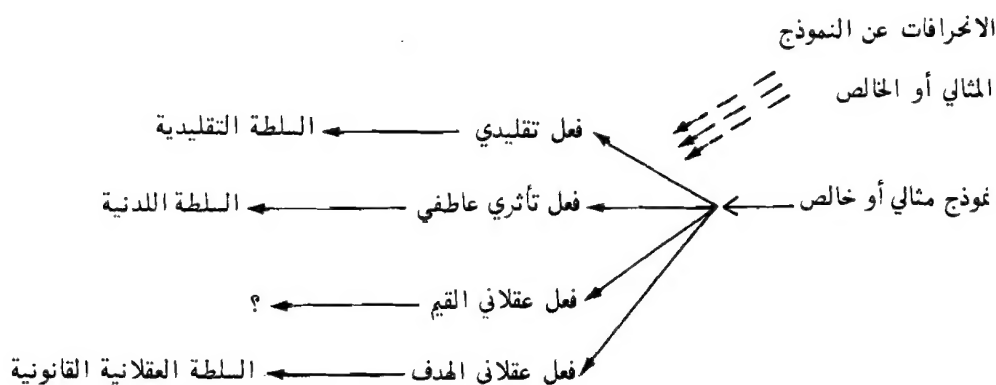 الانحرافات عن النموذج
المثالي أو الخالص
فعل تقليدي السلطة التقليدية
نموذج مثالي أو خالص فعل تأثري عاطفي السلطة اللدنية
فعل عقلاني القيم ؟
فعل عقلاني الهدف السلطة العقلانية القانونية